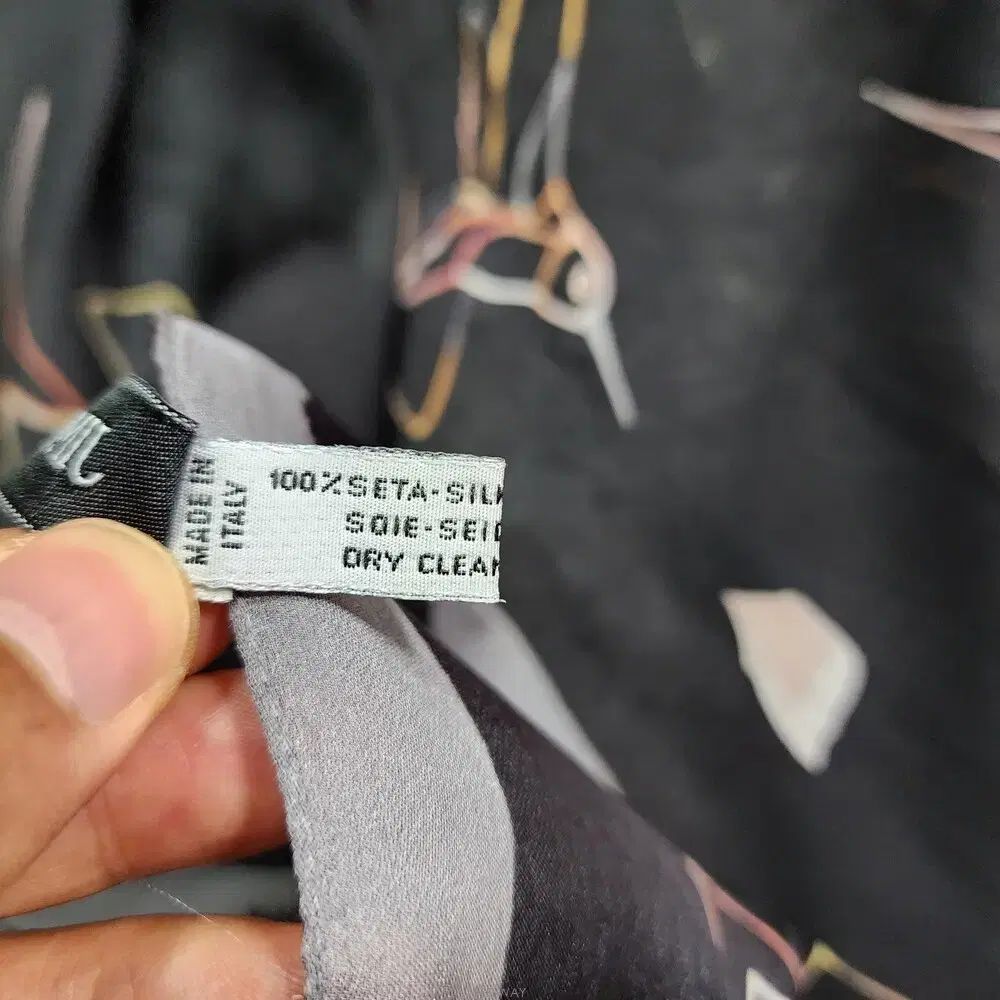 MADE IN
ITALY
100%SETA-SILK
SOIE-SEID
DRY CLEAN